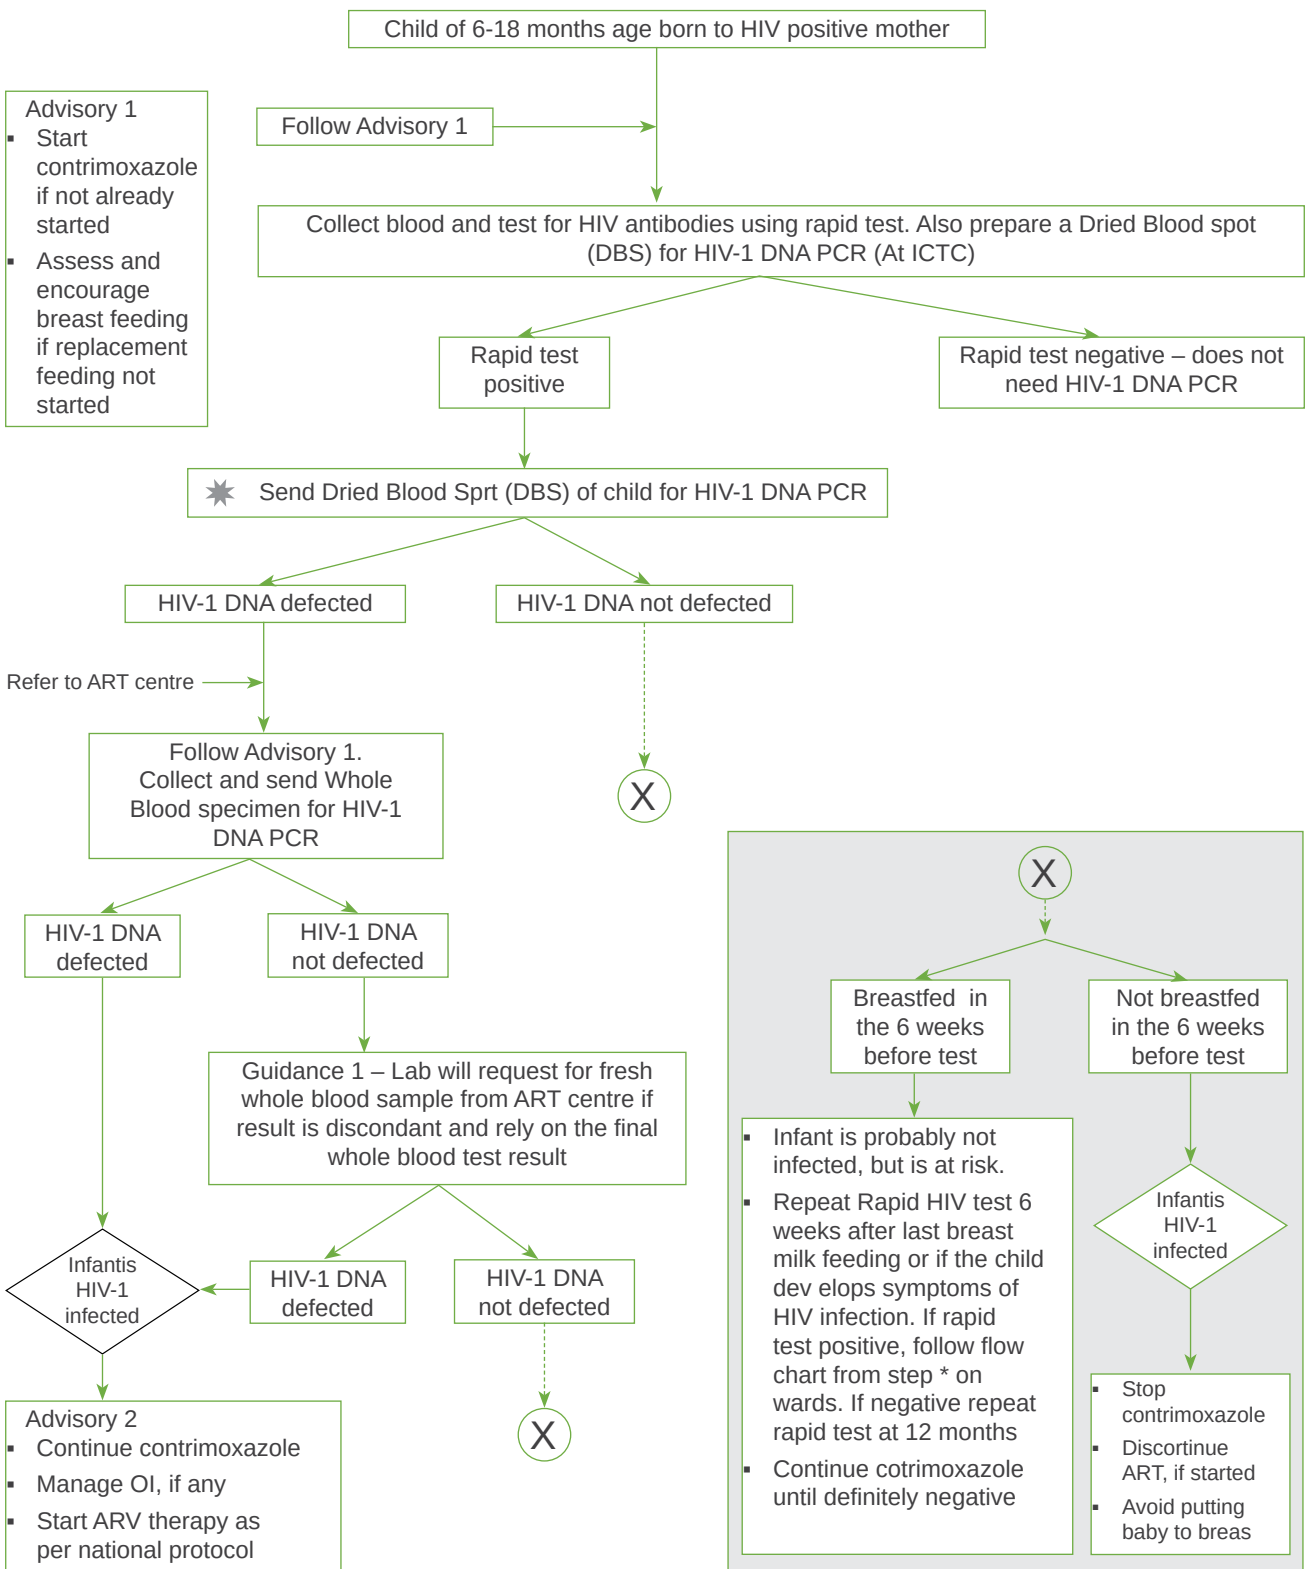 Child of 6-18 months age born to HIV positive mother
Advisory 1
▪ Start
contrimoxazole
if not already
started
▪ Assess and
encourage
breast feeding
if replacement
feeding not
started
Follow Advisory 1
Collect blood and test for HIV antibodies using rapid test. Also prepare a Dried Blood spot
(DBS) for HIV-1 DNA PCR (At ICTC)
Rapid test
positive
Rapid test negative – does not
need HIV-1 DNA PCR
Send Dried Blood Sprt (DBS) of child for HIV-1 DNA PCR
HIV-1 DNA defected
HIV-1 DNA not defected
Refer to ART centre
Follow Advisory 1.
Collect and send Whole
Blood specimen for HIV-1
DNA PCR
X
HIV-1 DNA
defected
HIV-1 DNA
not defected
Guidance 1 – Lab will request for fresh
whole blood sample from ART centre if
result is discordant and rely on the final
whole blood test result
Infantis
HIV-1
infected
HIV-1 DNA
defected
HIV-1 DNA
not defected
X
Advisory 2
▪ Continue contrimoxazole
▪ Manage OI, if any
▪ Start ARV therapy as
per national protocol
X
Breastfed in
the 6 weeks
before test
Not breastfed
in the 6 weeks
before test
▪ Infant is probably not
infected, but is at risk.
▪ Repeat Rapid HIV test 6
weeks after last breast
milk feeding or if the child
dev elops symptoms of
HIV infection. If rapid
test positive, follow flow
chart from step * on
wards. If negative repeat
rapid test at 12 months
▪ Continue cotrimoxazole
until definitely negative
Infantis
HIV-1
infected
▪ Stop
contrimoxazole
▪ Discortinue
ART, if started
▪ Avoid putting
baby to breas